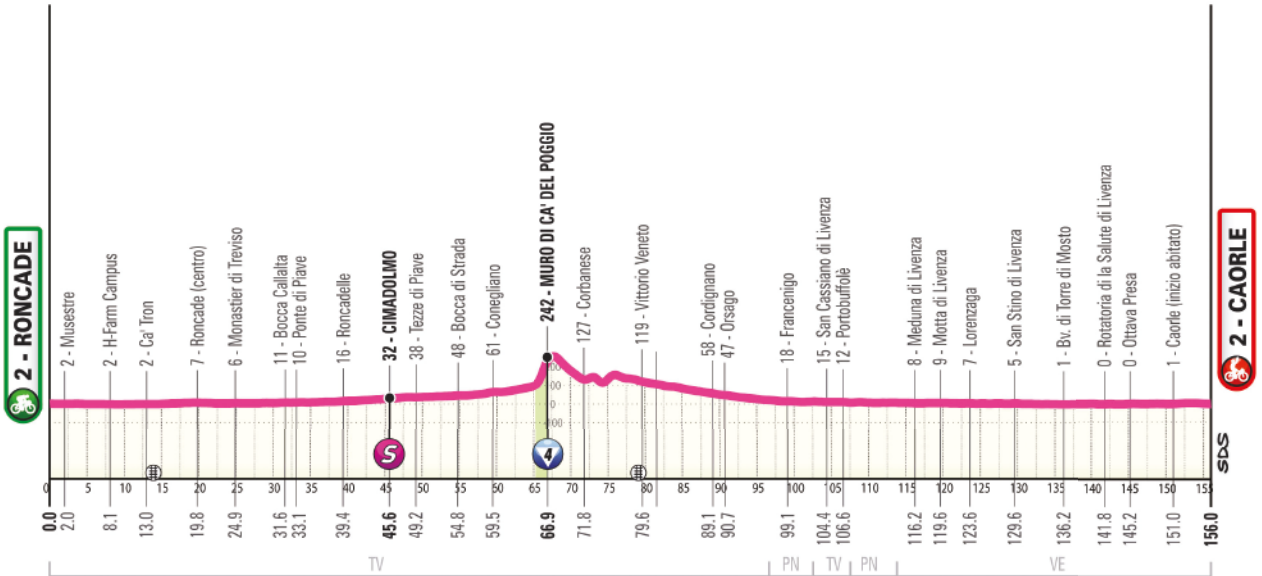 2 - RONCADE
2 - Musestre
2 - H-Farm Campus
2 - Ca' Tron
7 - Roncade (centro)
6 - Monastier di Treviso
11 - Bocca Callalta
10 - Ponte di Piave
16 - Roncadelle
32 - CIMADOLMO
38 - Tezze di Piave
48 - Bocca di Strada
61 - Conegliano
242 - MURO DI CA' DEL POGGIO
127 - Corbanese
119 - Vittorio Veneto
58 - Cordignano
47 - Orsago
18 - Francenigo
15 - San Cassiano di Livenza
12 - Portobuffolè
8 - Meduna di Livenza
9 - Motta di Livenza
7 - Lorenzaga
5 - San Stino di Livenza
1 - Bv. di Torre di Mosto
0 - Rotatoria di la Salute di Livenza
0 - Ottava Presa
1 - Caorle (inizio abitato)
2 - CAORLE
0
S
4
SDS
0 5 10 15 20 25 30 35 40 45 50 55 60 65 70 75 80 85 90 95 100 105 110 115 120 125 130 135 140 145 150 155
0.0 2.0 8.1 13.0 19.8 24.9 31.6 33.1 39.4 45.6 49.2 54.8 59.5 66.9 71.8 79.6 89.1 90.7 99.1 104.4 106.6 116.2 119.6 123.6 129.6 136.2 141.8 145.2 151.0 156.0
TV PN TV PN VE